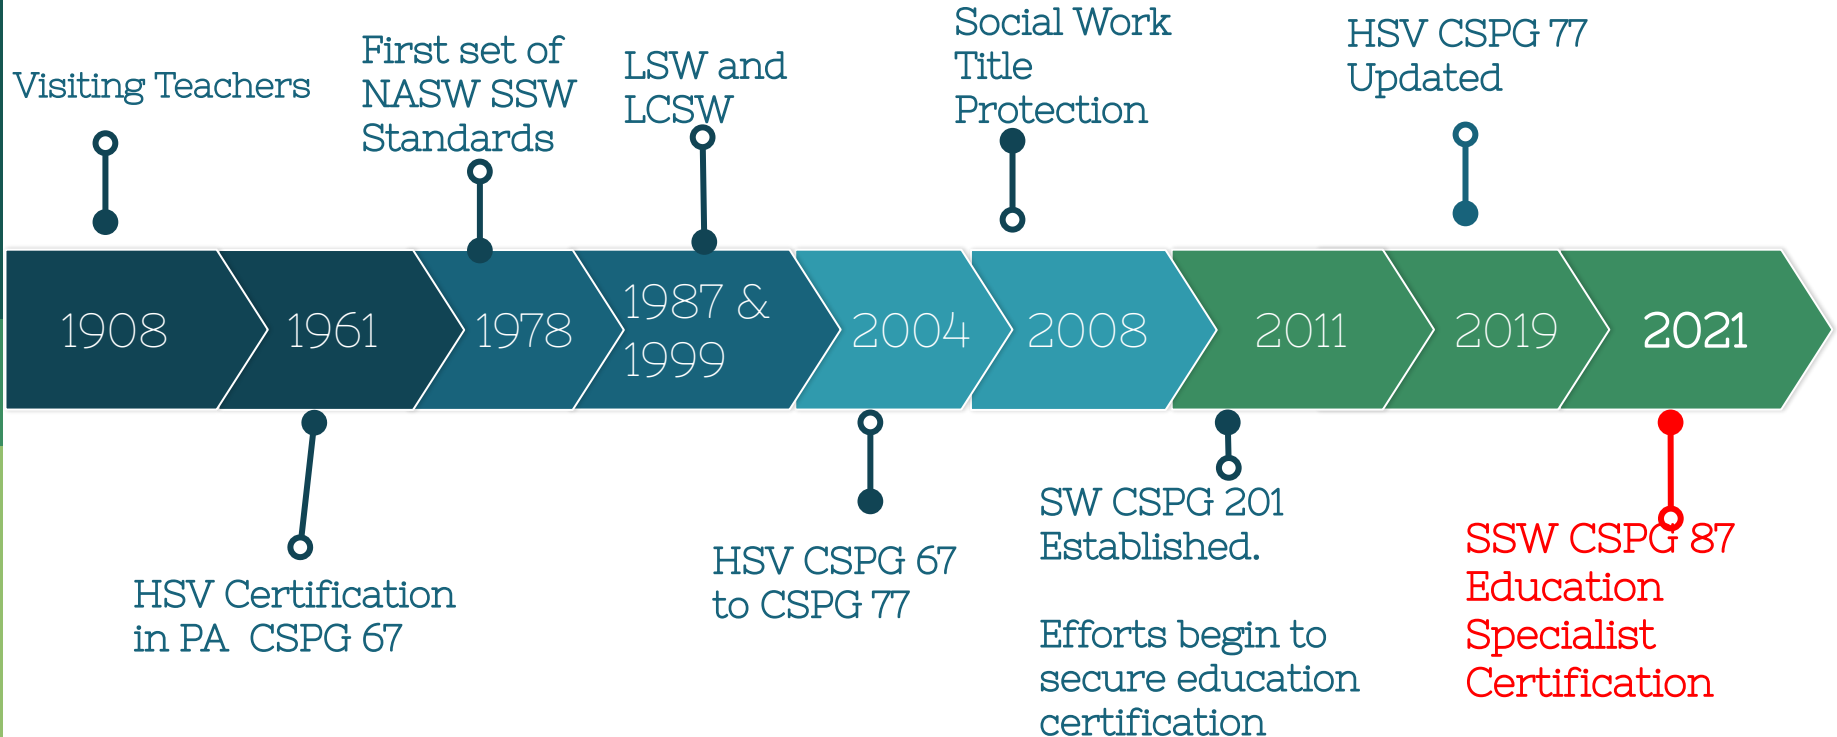 Visiting Teachers
First set of
NASW SSW
Standards
LSW and
LCSW
Social Work
Title
Protection
HSV CSPG 77
Updated
1908
1961
1978
1987 &
1999
2004
2008
2011
2019
2021
HSV Certification
in PA  CSPG 67
HSV CSPG 67
to CSPG 77
SW CSPG 201
Established.
Efforts begin to
secure education
certification
SSW CSPG 87
Education
Specialist
Certification